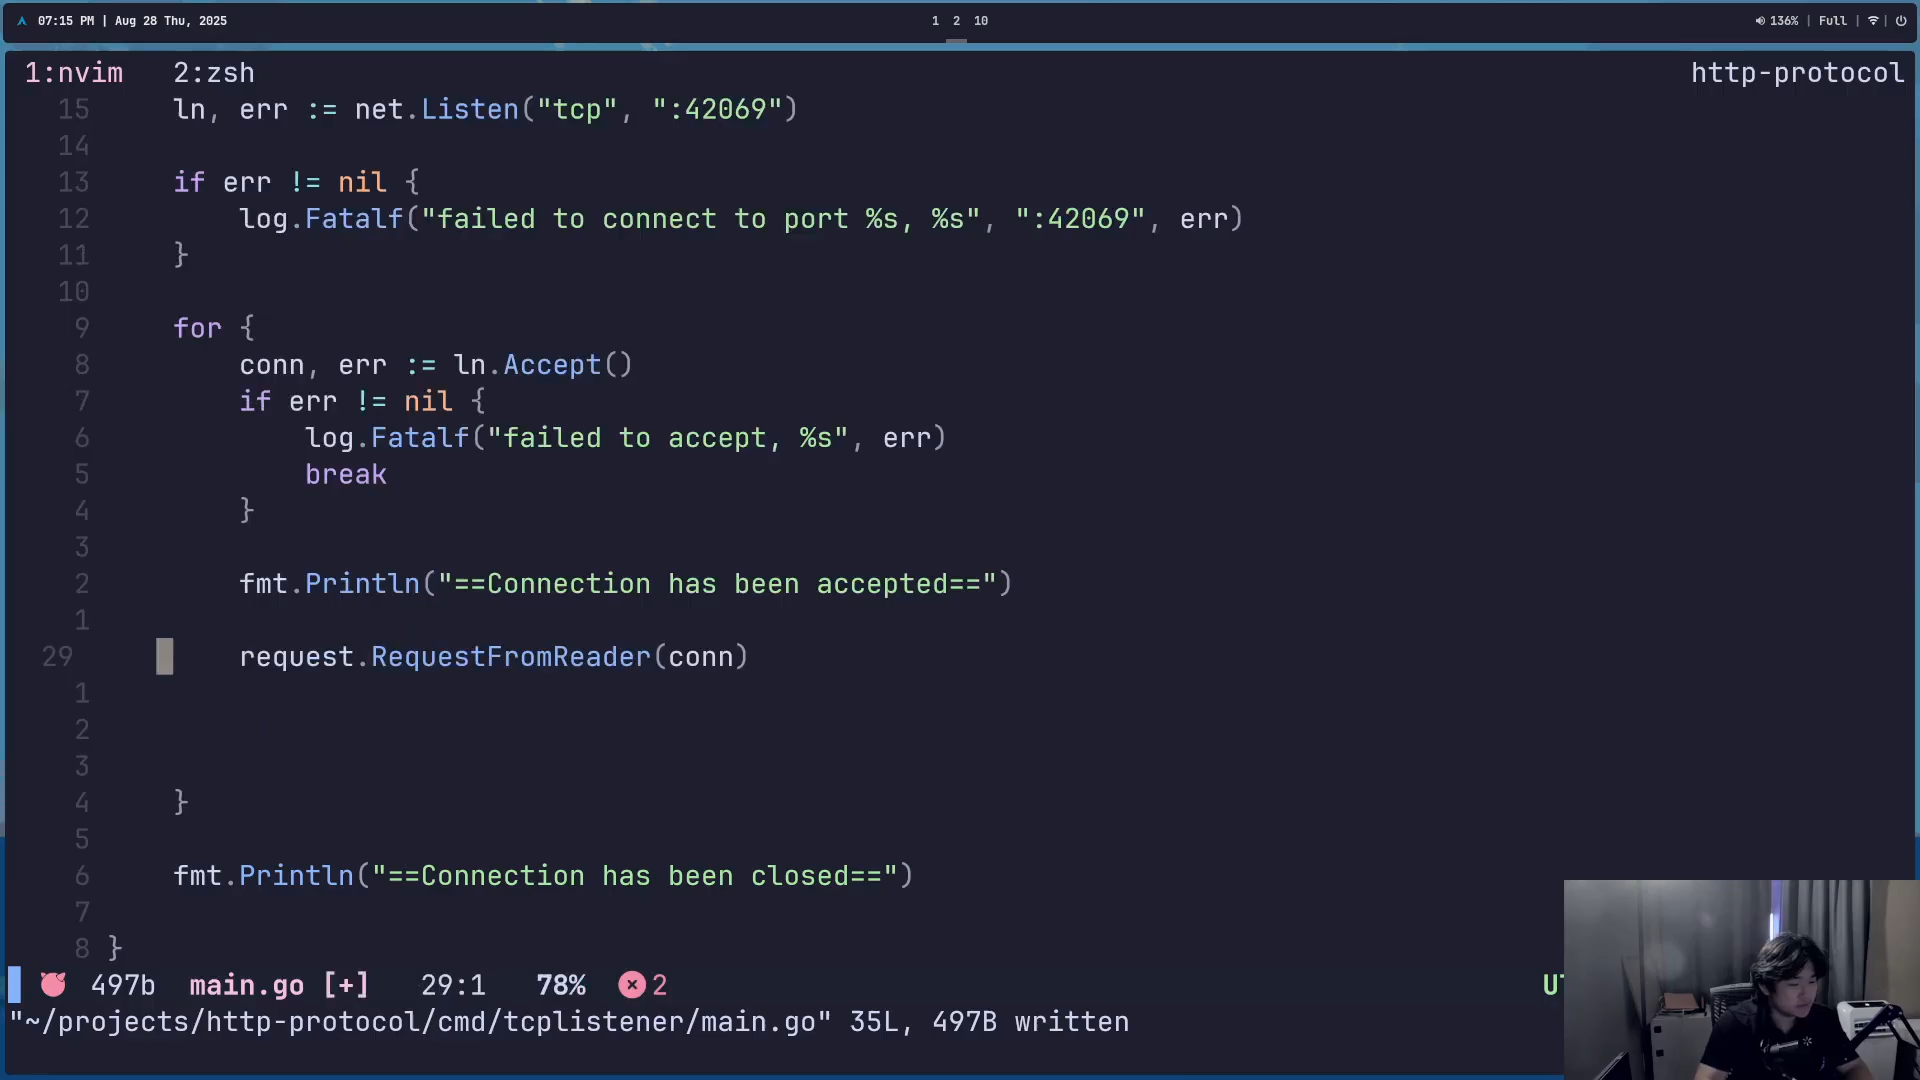 07:15 PM | Aug 28 Thu, 2025
1 2 10
136% | Full
1:nvim 2:zsh
http-protocol
15 ln, err := net.Listen("tcp", ":42069")
14
13 if err != nil {
12 log.Fatalf("failed to connect to port %s, %s", ":42069", err)
11 }
10
9 for {
8 conn, err := ln.Accept()
7 if err != nil {
6 log.Fatalf("failed to accept, %s", err)
5 break
4 }
3
2 fmt.Println("==Connection has been accepted==")
1
29 request.RequestFromReader(conn)
1
2
3
4 }
5
6 fmt.Println("==Connection has been closed==")
7
8 }
497b main.go [+] 29:1 78% 2
"~/projects/http-protocol/cmd/tcplistener/main.go" 35L, 497B written